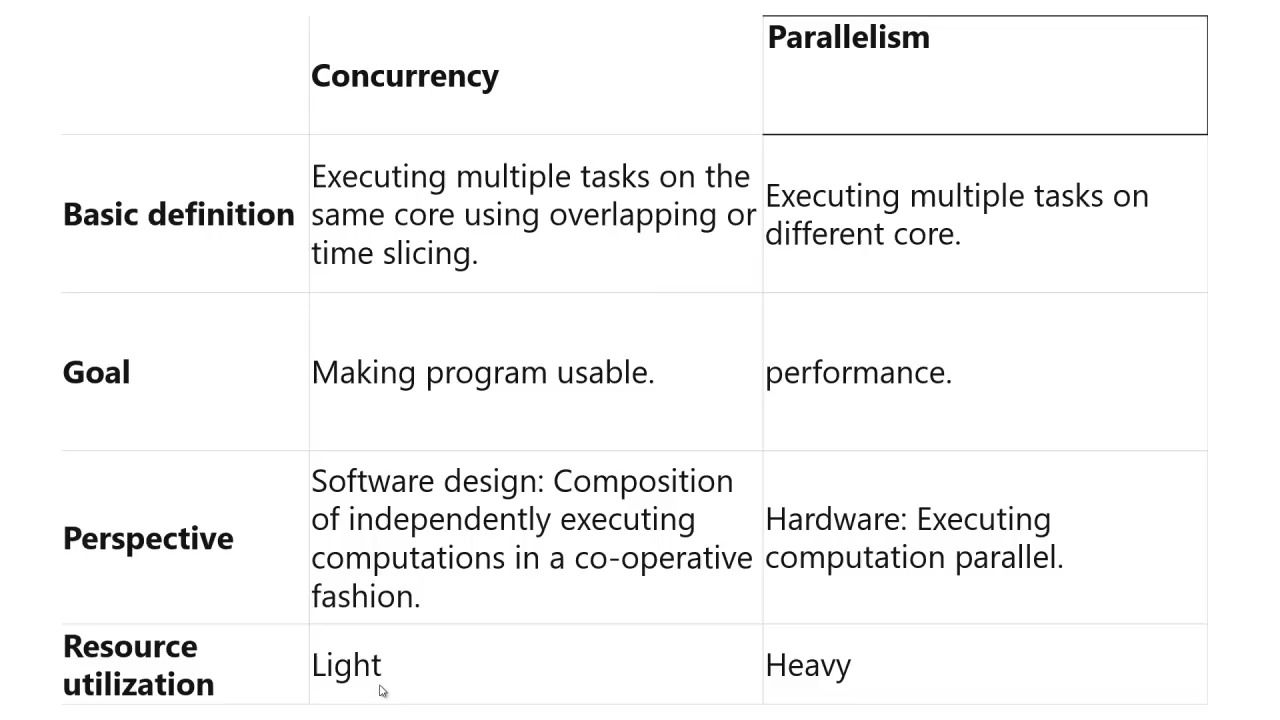 Concurrency
Parallelism
Basic definition
Executing multiple tasks on the
same core using overlapping or
time slicing.
Executing multiple tasks on
different core.
Goal
Making program usable.
performance.
Perspective
Software design: Composition
of independently executing
computations in a co-operative
fashion.
Hardware: Executing
computation parallel.
Resource
utilization
Light
Heavy